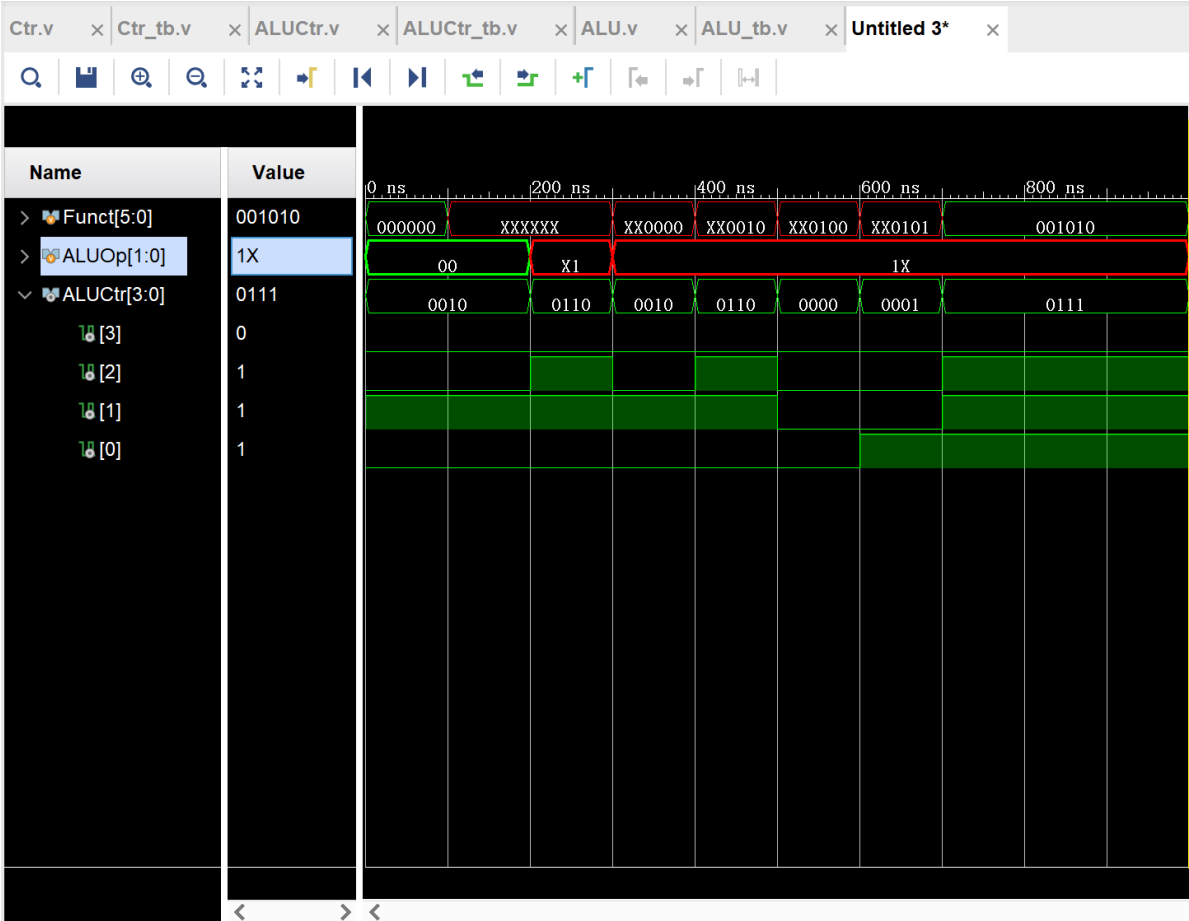 Ctr.v Ctr_tb.v ALUCtr.v ALUCtr_tb.v ALU.v ALU_tb.v Untitled 3*
Name Value
0 ns 200 ns 400 ns 600 ns 800 ns
Funct[5:0] 001010 000000 XXXXXX XX0000 XX0010 XX0100 XX0101 001010
ALUOp[1:0] 1X 00 X1 1X
ALUCtr[3:0] 0111 0010 0110 0010 0110 0000 0001 0111
[3] 0
[2] 1
[1] 1
[0] 1